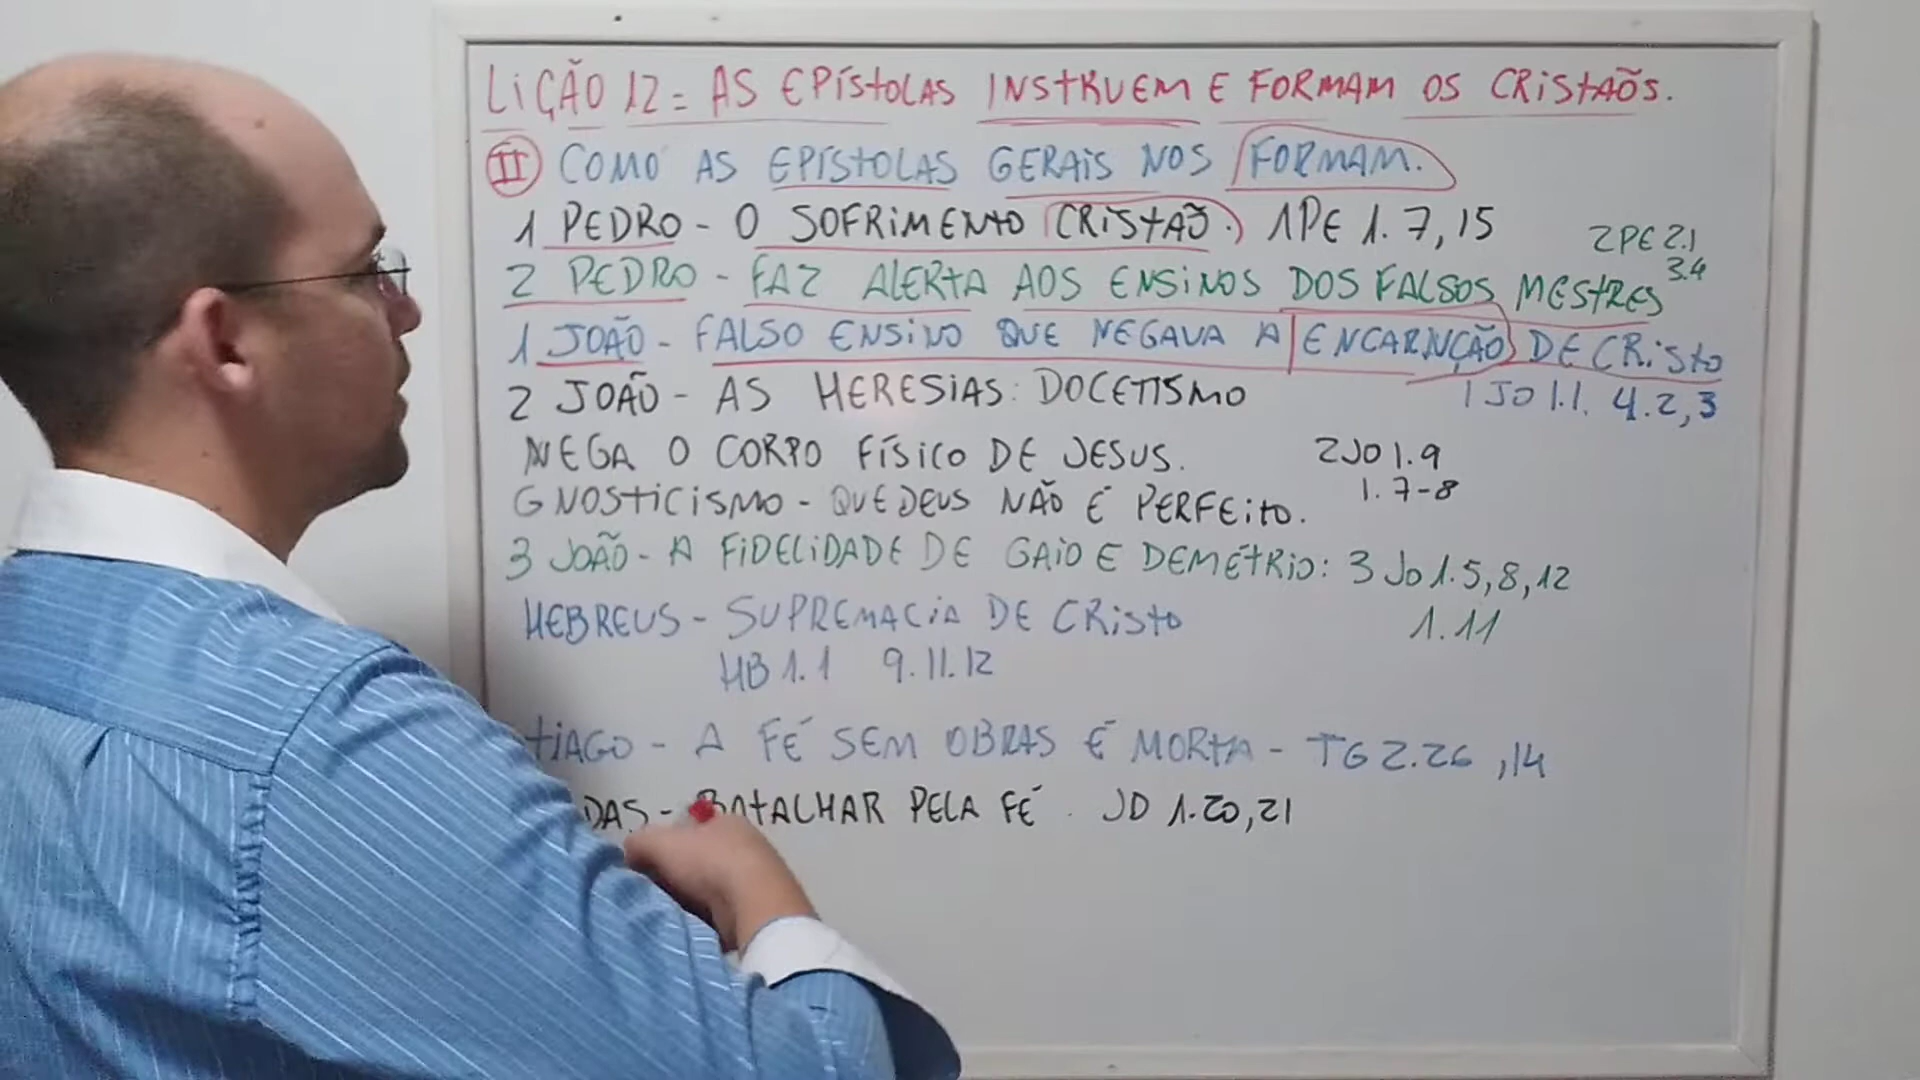 LIÇÃO 12 = AS EPÍSTOLAS INSTRUEM E FORMAM OS CRISTAÕS.
II COMO AS EPÍSTOLAS GERAIS NOS FORMAM.
1 PEDRO - O SOFRIMENTO CRISTAÕ. 1PE 1.7,15
2PE 2.1
3.4
2 PEDRO - FAZ ALERTA AOS ENSINOS DOS FALSOS MESTRES
1 JOÃO - FALSO ENSINO QUE NEGAVA A ENCARNÇÃO DE CRISTO
1JO 1.1. 4.2,3
2 JOÃO - AS HERESIAS: DOCETISMO
NEGA O CORPO FÍSICO DE JESUS. 2JO 1.9
1.7-8
GNOSTICISMO - QUE DEUS NÃO É PERFEITO.
3 JOÃO - A FIDELIDADE DE GAIO E DEMÉTRIO: 3 JO 1.5,8,12
1.11
HEBREUS - SUPREMACIA DE CRISTO
HB 1.1 9.11.12
TIAGO - A FÉ SEM OBRAS É MORTA - TG 2.26 ,14
DAS - BATALHAR PELA FÉ. JD 1.20,21